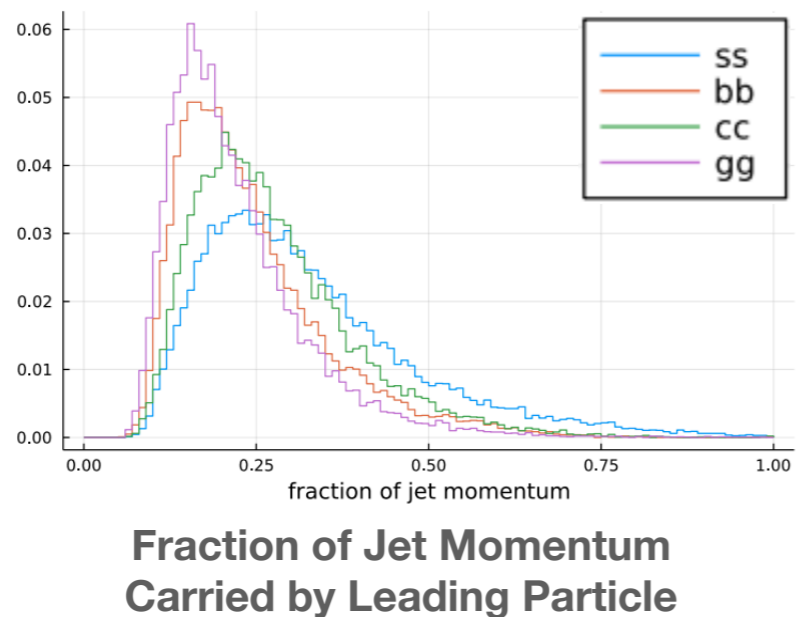 0.06
0.05
0.04
0.03
0.02
0.01
0.00
ss
bb
cc
gg
0.00 0.25 0.50 0.75 1.00
fraction of jet momentum
Fraction of Jet Momentum
Carried by Leading Particle